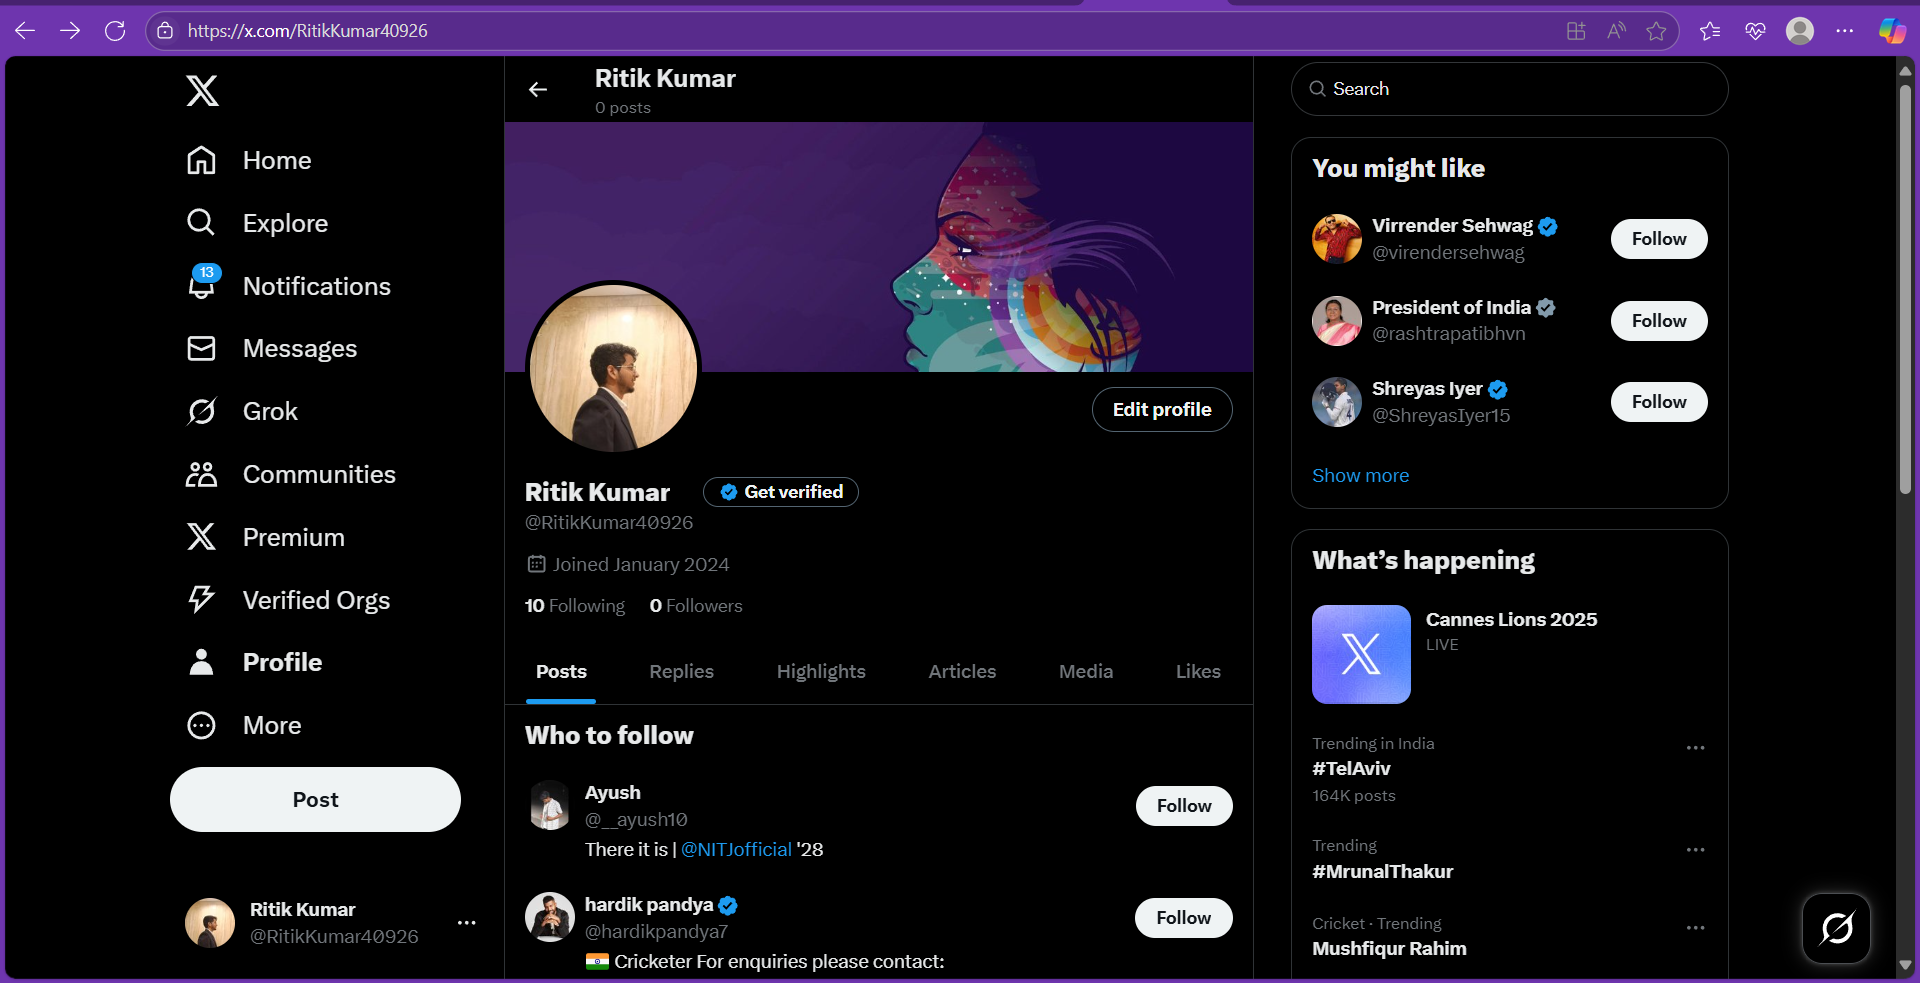 https://x.com/RitikKumar40926
Home
Explore
13
Notifications
Messages
Grok
Communities
Premium
Verified Orgs
Profile
More
Post
Ritik Kumar
@RitikKumar40926
Ritik Kumar
0 posts
Edit profile
Ritik Kumar
Get verified
@RitikKumar40926
Joined January 2024
10 Following 0 Followers
Posts Replies Highlights Articles Media Likes
Who to follow
Ayush
@__ayush10
Follow
There it is | @NITJofficial '28
hardik pandya
@hardikpandya7
Follow
🇮🇳 Cricketer For enquiries please contact:
Search
You might like
Virrender Sehwag
@virendersehwag
Follow
President of India
@rashtrapatibhvn
Follow
Shreyas Iyer
@ShreyasIyer15
Follow
Show more
What’s happening
Cannes Lions 2025
LIVE
Trending in India
#TelAviv
164K posts
Trending
#MrunalThakur
Cricket · Trending
Mushfiqur Rahim